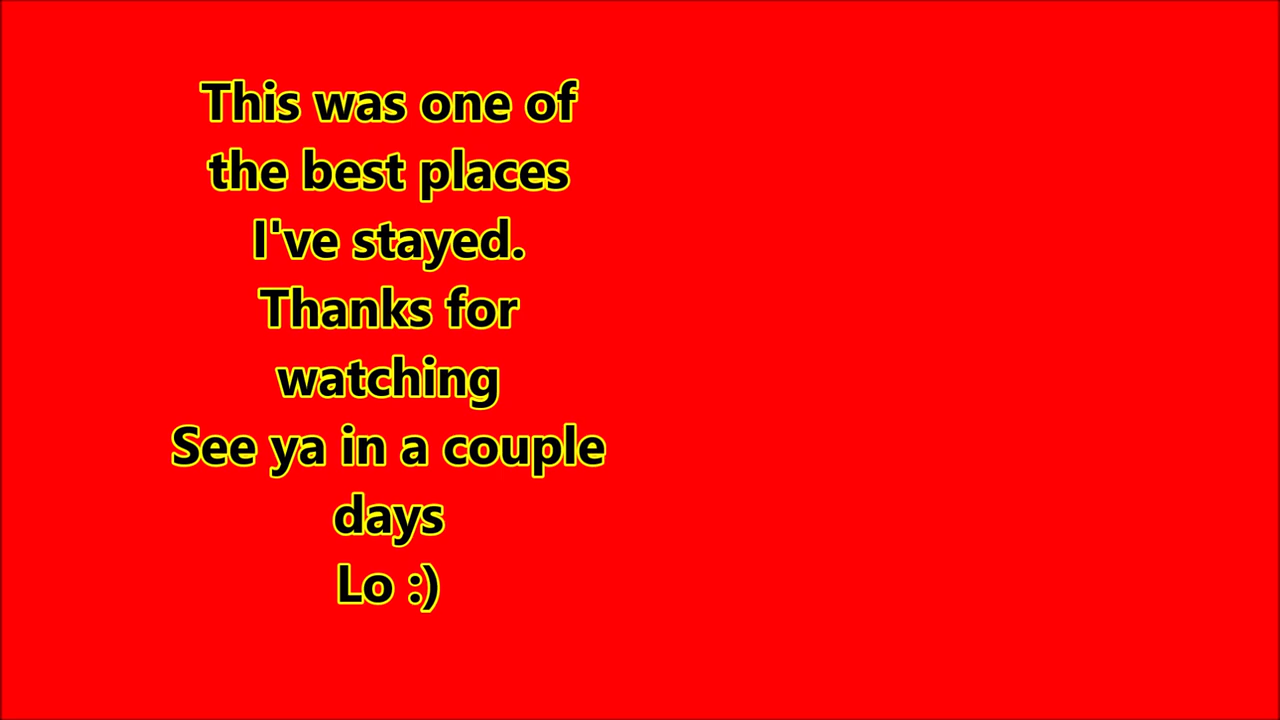 This was one of
the best places
I've stayed.
Thanks for
watching
See ya in a couple
days
Lo :)